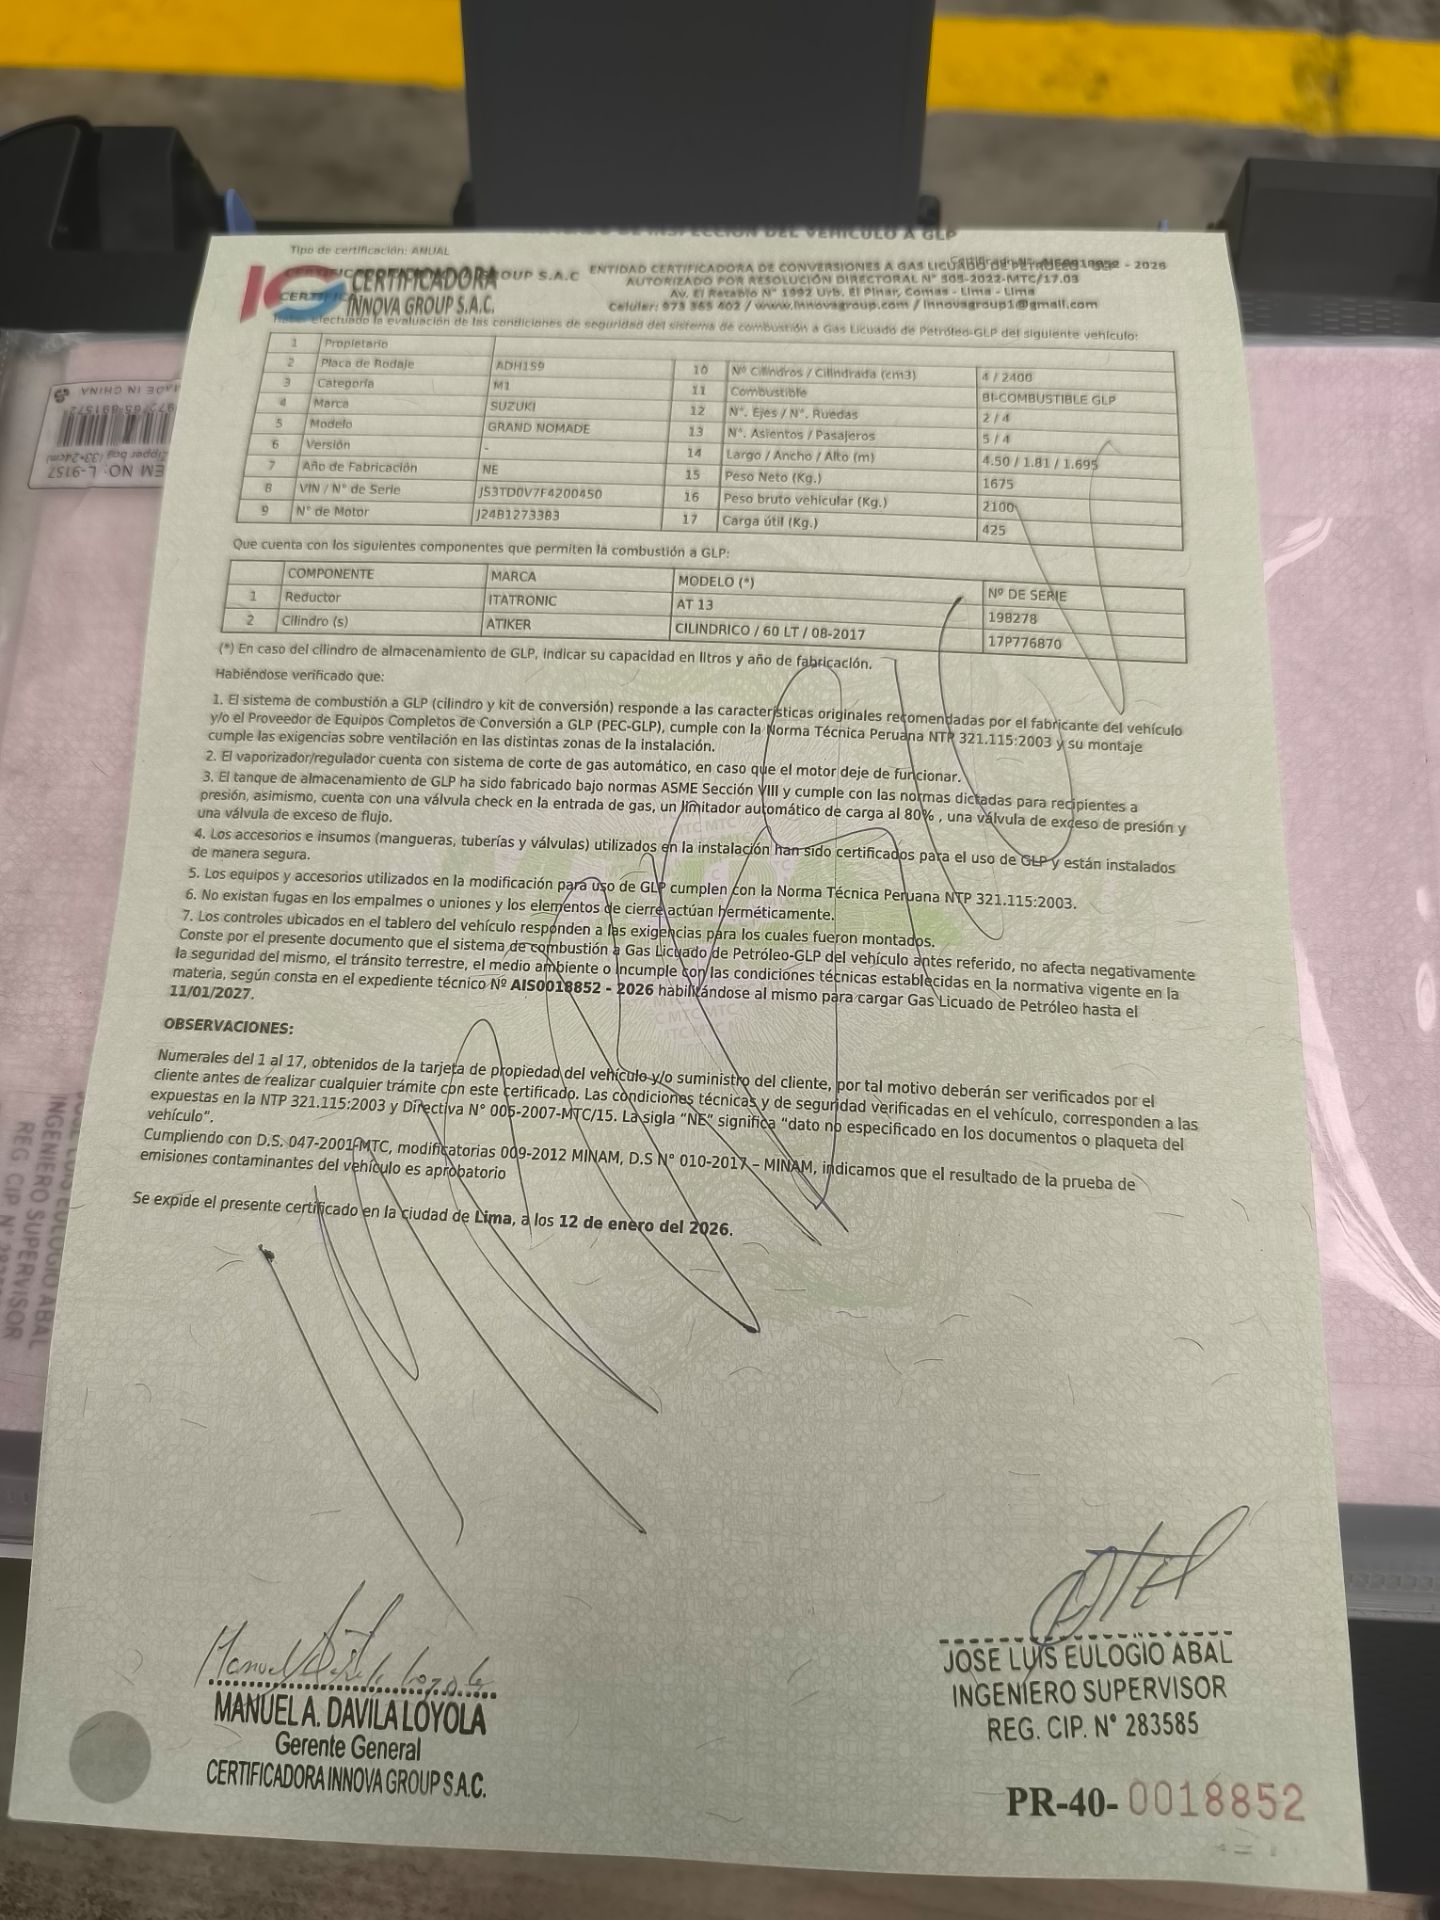 DE INSPECCIÓN DEL VEHÍCULO A GLP
Tipo de certificación: ANUAL
CERTIFICADORA
INNOVA GROUP S.A.C.
GROUP S.A.C
ENTIDAD CERTIFICADORA DE CONVERSIONES A GAS LICUADO DE PETRÓLEO
- 2026
AUTORIZADO POR RESOLUCIÓN DIRECTORAL N° 505-2022-MTC/17.03
Av. El Retablo N° 1992 Urb. El Pinar, Comas - Lima - Lima
Celular: 973 565 402 / www.innovagroup.com / innovagroup1@gmail.com
efectuado la evaluación de las condiciones de seguridad del sistema de combustión a Gas Licuado de Petróleo-GLP del siguiente vehículo:
1 Propietario
2 Placa de Rodaje ADH159 10 Nº Cilindros / Cilindrada (cm3) 4 / 2400
3 Categoría M1 11 Combustible BI-COMBUSTIBLE GLP
4 Marca SUZUKI 12 N°. Ejes / N°. Ruedas 2 / 4
5 Modelo GRAND NOMADE 13 N°. Asientos / Pasajeros 5 / 4
6 Versión - 14 Largo / Ancho / Alto (m) 4.50 / 1.81 / 1.695
7 Año de Fabricación NE 15 Peso Neto (Kg.) 1675
8 VIN / N° de Serie JS3TD0V7F4200450 16 Peso bruto vehicular (Kg.) 2100
9 N° de Motor J24B1273383 17 Carga útil (Kg.) 425
Que cuenta con los siguientes componentes que permiten la combustión a GLP:
COMPONENTE MARCA MODELO (*) Nº DE SERIE
1 Reductor ITATRONIC AT 13 198278
2 Cilindro (s) ATIKER CILINDRICO / 60 LT / 08-2017 17P776870
(*) En caso del cilindro de almacenamiento de GLP, indicar su capacidad en litros y año de fabricación.
Habiéndose verificado que:
1. El sistema de combustión a GLP (cilindro y kit de conversión) responde a las características originales recomendadas por el fabricante del vehículo
y/o el Proveedor de Equipos Completos de Conversión a GLP (PEC-GLP), cumple con la Norma Técnica Peruana NTP 321.115:2003 y su montaje
cumple las exigencias sobre ventilación en las distintas zonas de la instalación.
2. El vaporizador/regulador cuenta con sistema de corte de gas automático, en caso que el motor deje de funcionar.
3. El tanque de almacenamiento de GLP ha sido fabricado bajo normas ASME Sección VIII y cumple con las normas dictadas para recipientes a
presión, asimismo, cuenta con una válvula check en la entrada de gas, un limitador automático de carga al 80% , una válvula de exceso de presión y
una válvula de exceso de flujo.
4. Los accesorios e insumos (mangueras, tuberías y válvulas) utilizados en la instalación han sido certificados para el uso de GLP y están instalados
de manera segura.
5. Los equipos y accesorios utilizados en la modificación para uso de GLP cumplen con la Norma Técnica Peruana NTP 321.115:2003.
6. No existan fugas en los empalmes o uniones y los elementos de cierre actúan herméticamente.
7. Los controles ubicados en el tablero del vehículo responden a las exigencias para los cuales fueron montados.
Conste por el presente documento que el sistema de combustión a Gas Licuado de Petróleo-GLP del vehículo antes referido, no afecta negativamente
la seguridad del mismo, el tránsito terrestre, el medio ambiente o incumple con las condiciones técnicas establecidas en la normativa vigente en la
materia, según consta en el expediente técnico Nº AIS0018852 - 2026 habilitándose al mismo para cargar Gas Licuado de Petróleo hasta el
11/01/2027.
OBSERVACIONES:
Numerales del 1 al 17, obtenidos de la tarjeta de propiedad del vehículo y/o suministro del cliente, por tal motivo deberán ser verificados por el
cliente antes de realizar cualquier trámite con este certificado. Las condiciones técnicas y de seguridad verificadas en el vehículo, corresponden a las
expuestas en la NTP 321.115:2003 y Directiva N° 005-2007-MTC/15. La sigla "NE" significa "dato no especificado en los documentos o plaqueta del
vehículo".
Cumpliendo con D.S. 047-2001-MTC, modificatorias 009-2012 MINAM, D.S N° 010-2017 – MINAM, indicamos que el resultado de la prueba de
emisiones contaminantes del vehículo es aprobatorio
Se expide el presente certificado en la ciudad de Lima, a los 12 de enero del 2026.
MANUEL A. DAVILA LOYOLA
Gerente General
CERTIFICADORA INNOVA GROUP S.A.C.
JOSE LUIS EULOGIO ABAL
INGENIERO SUPERVISOR
REG. CIP. N° 283585
PR-40- 0018852
MADE IN CHINA
INGENIERO SUPERVISOR